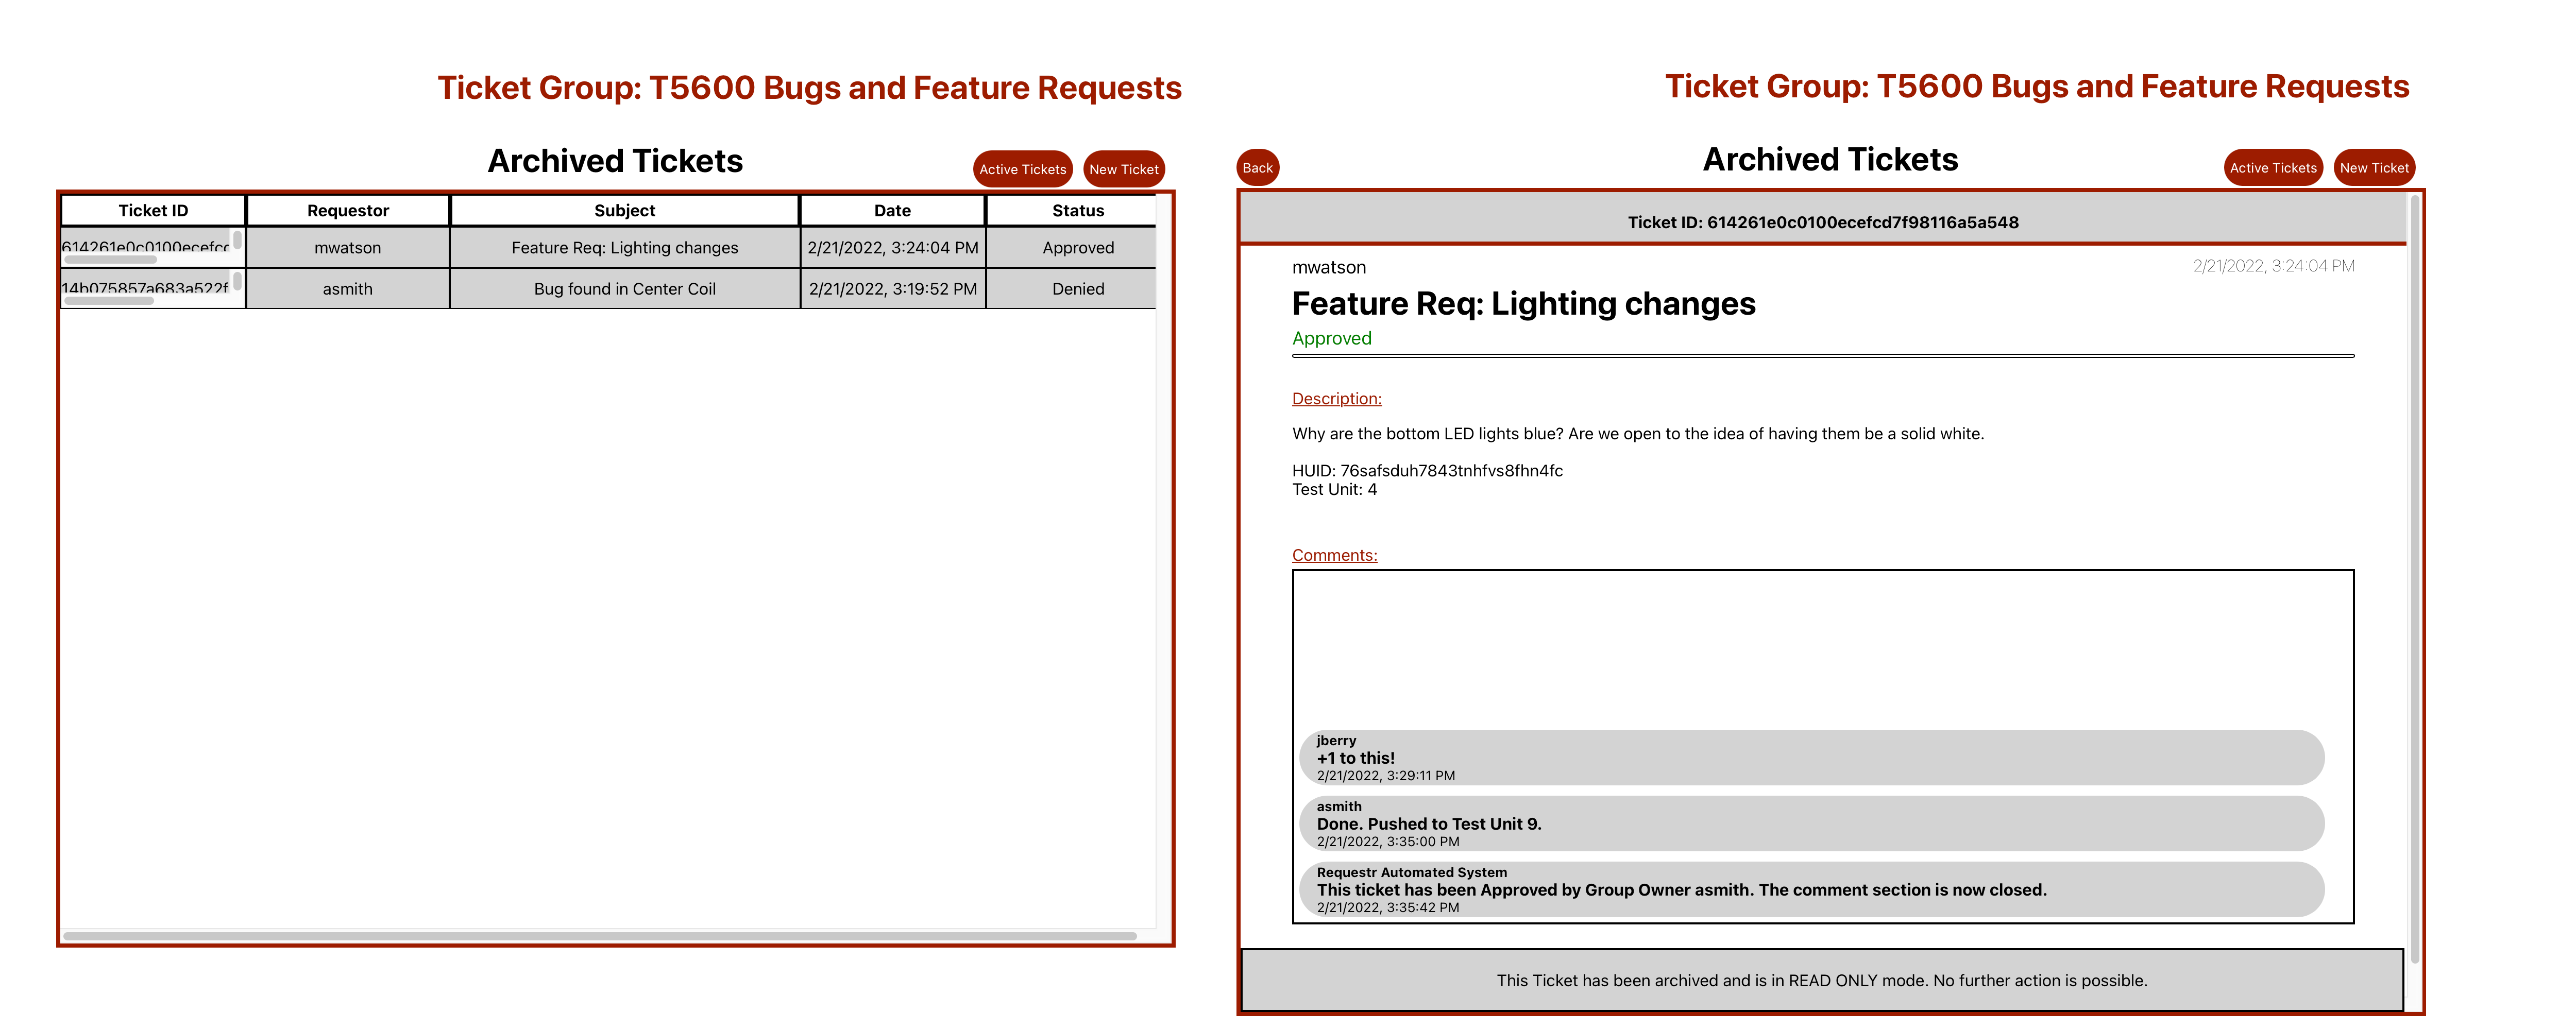 Ticket Group: T5600 Bugs and Feature Requests
Archived Tickets
Active Tickets
New Ticket
Ticket ID Requestor Subject Date Status
614261e0c0100ecefcd mwatson Feature Req: Lighting changes 2/21/2022, 3:24:04 PM Approved
14b075857a683a522f asmith Bug found in Center Coil 2/21/2022, 3:19:52 PM Denied
Ticket Group: T5600 Bugs and Feature Requests
Back
Archived Tickets
Active Tickets
New Ticket
Ticket ID: 614261e0c0100ecefcd7f98116a5a548
mwatson 2/21/2022, 3:24:04 PM
Feature Req: Lighting changes
Approved
Description:
Why are the bottom LED lights blue? Are we open to the idea of having them be a solid white.
HUID: 76safsduh7843tnhfvs8fhn4fc
Test Unit: 4
Comments:
jberry
+1 to this!
2/21/2022, 3:29:11 PM
asmith
Done. Pushed to Test Unit 9.
2/21/2022, 3:35:00 PM
Requestr Automated System
This ticket has been Approved by Group Owner asmith. The comment section is now closed.
2/21/2022, 3:35:42 PM
This Ticket has been archived and is in READ ONLY mode. No further action is possible.